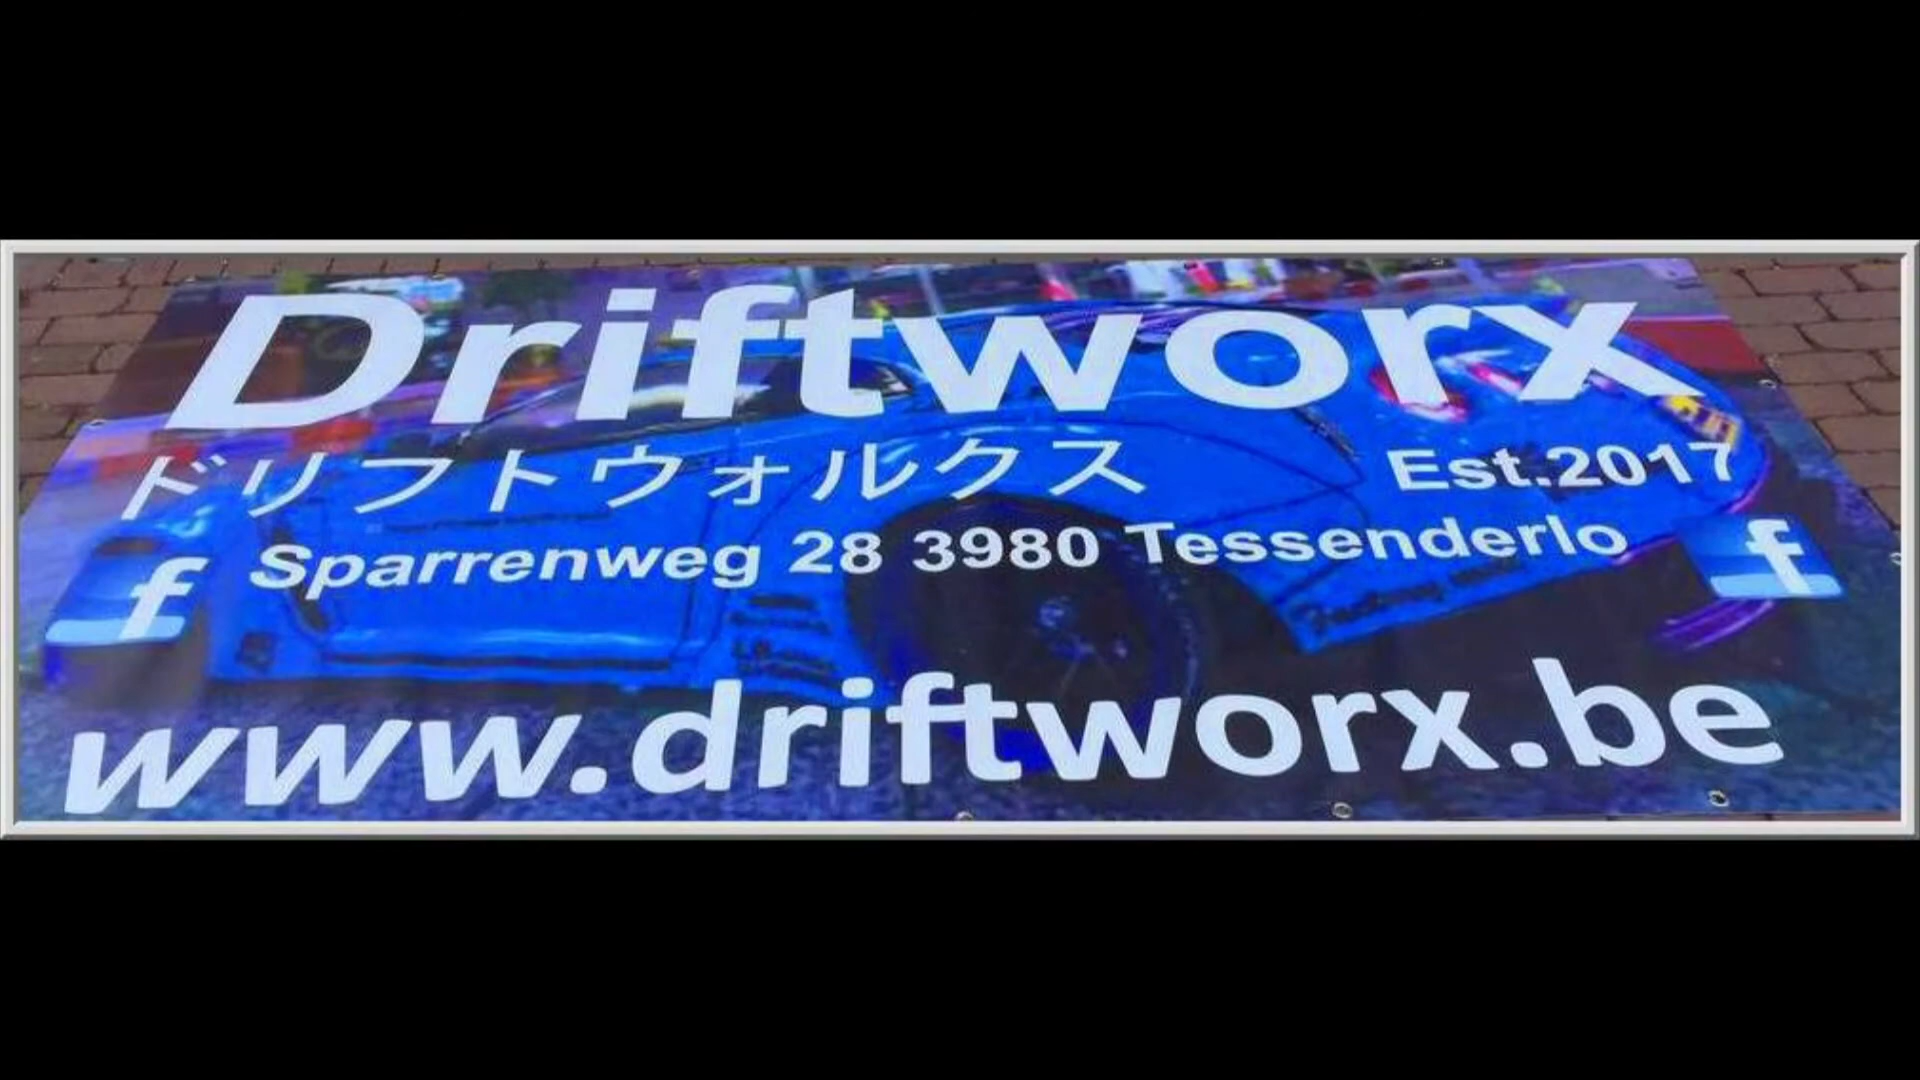 Driftworx
ドリフトウォルクス
Est.2017
f Sparrenweg 28 3980 Tessenderlo f
www.driftworx.be